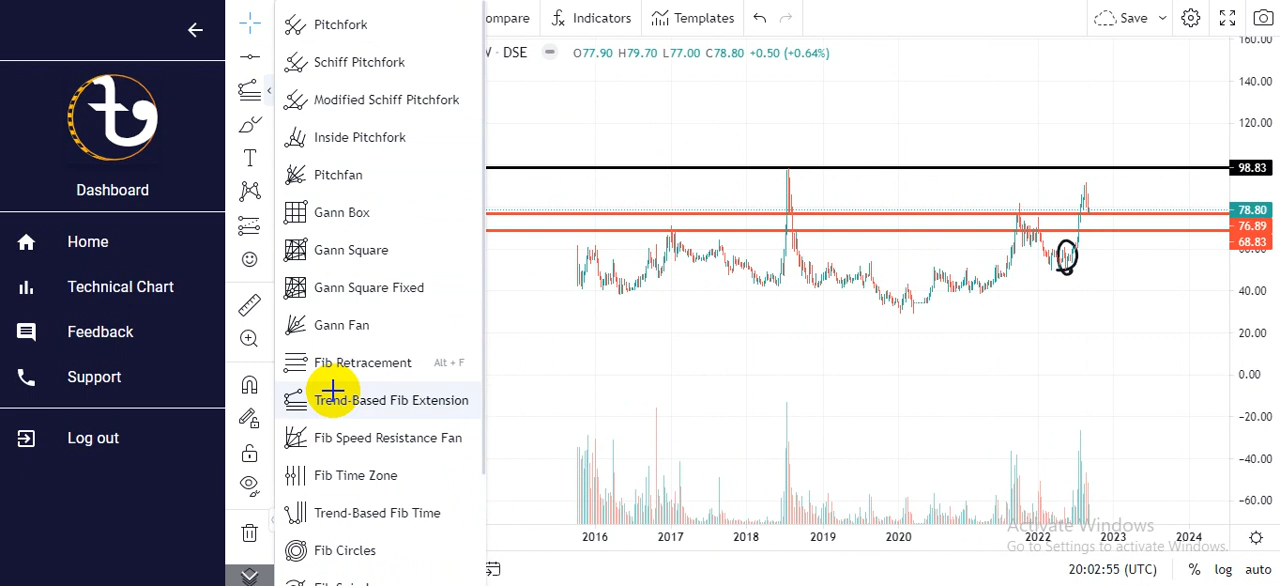 Dashboard
Home
Technical Chart
Feedback
Support
Log out
Pitchfork
Schiff Pitchfork
Modified Schiff Pitchfork
Inside Pitchfork
Pitchfan
Gann Box
Gann Square
Gann Square Fixed
Gann Fan
Fib Retracement Alt + F
Trend-Based Fib Extension
Fib Speed Resistance Fan
Fib Time Zone
Trend-Based Fib Time
Fib Circles
ompare Indicators Templates Save
· DSE O77.90 H79.70 L77.00 C78.80 +0.50 (+0.64%)
160.00
140.00
120.00
98.83
78.80
76.89
68.83
60.00
40.00
20.00
0.00
−20.00
−40.00
−60.00
2016 2017 2018 2019 2020 2022 2023 2024
Activate Windows
Go to Settings to activate Windows.
20:02:55 (UTC) % log auto